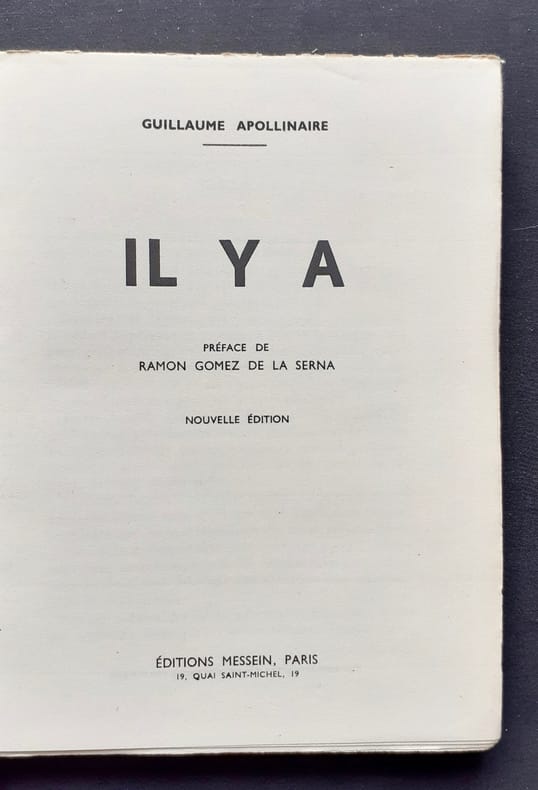 GUILLAUME APOLLINAIRE
IL Y A
PRÉFACE DE
RAMON GOMEZ DE LA SERNA
NOUVELLE ÉDITION
ÉDITIONS MESSEIN, PARIS
19, QUAI SAINT-MICHEL, 19